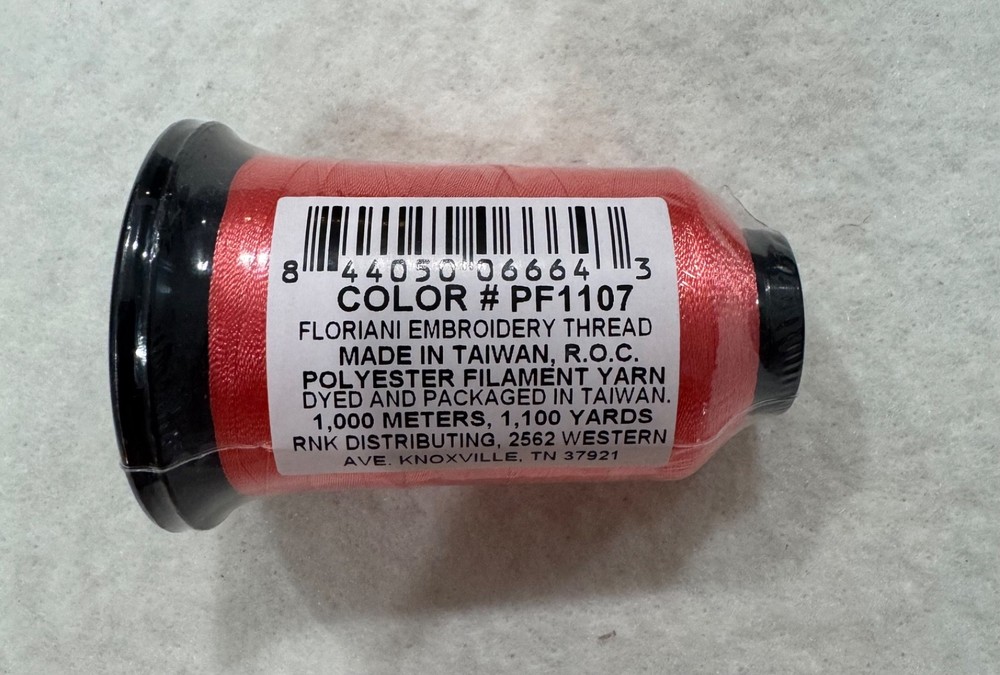 8 44050 06664 3
COLOR # PF1107
FLORIANI EMBROIDERY THREAD
MADE IN TAIWAN, R.O.C.
POLYESTER FILAMENT YARN
DYED AND PACKAGED IN TAIWAN.
1,000 METERS, 1,100 YARDS
RNK DISTRIBUTING, 2562 WESTERN
AVE. KNOXVILLE, TN 37921